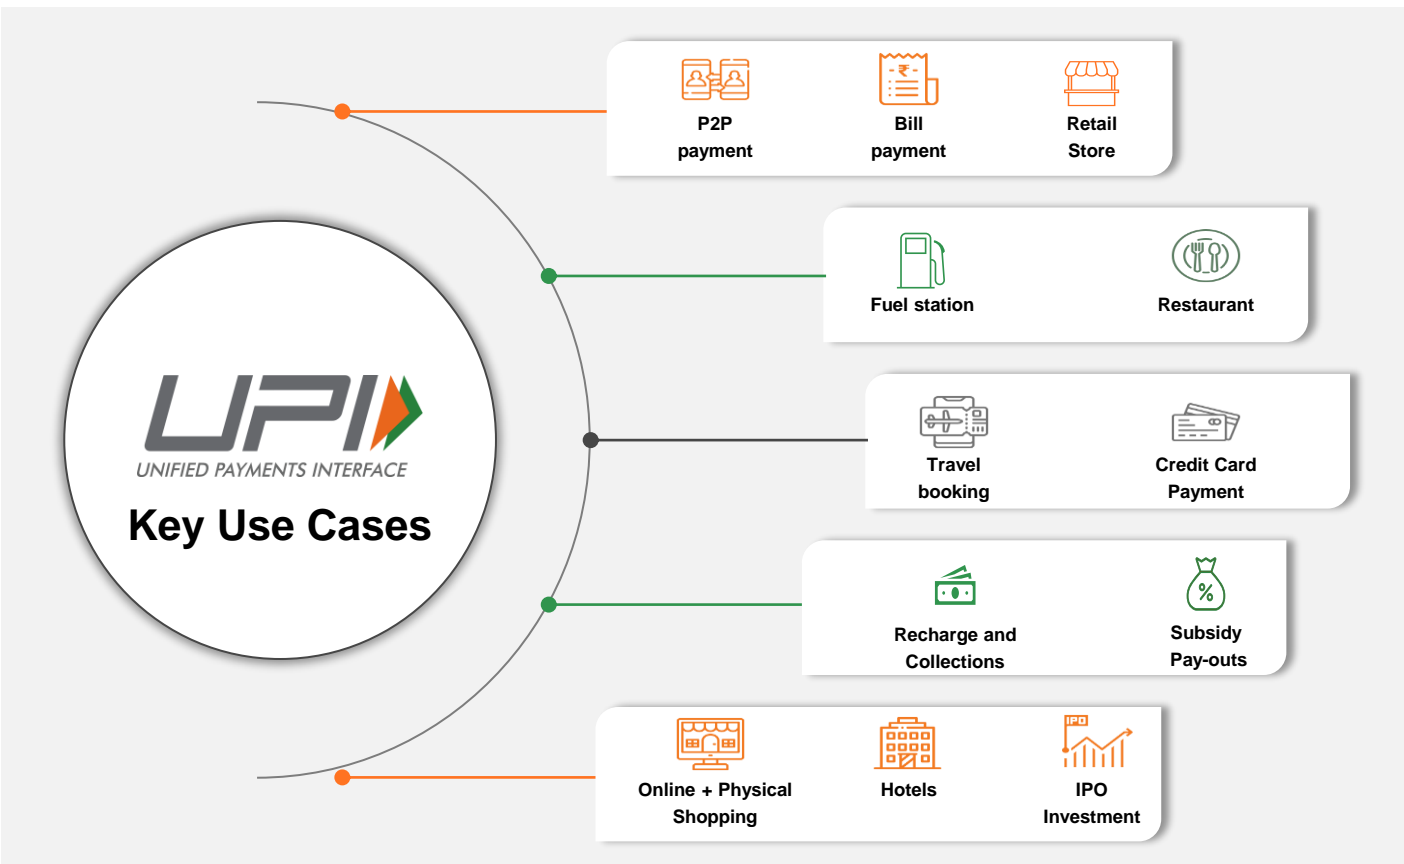 P2P
payment
Bill
payment
Retail
Store
Fuel station
Restaurant
UPI
UNIFIED PAYMENTS INTERFACE
Key Use Cases
Travel
booking
Credit Card
Payment
Recharge and
Collections
%
Subsidy
Pay-outs
IPO
Online + Physical
Shopping
Hotels
IPO
Investment